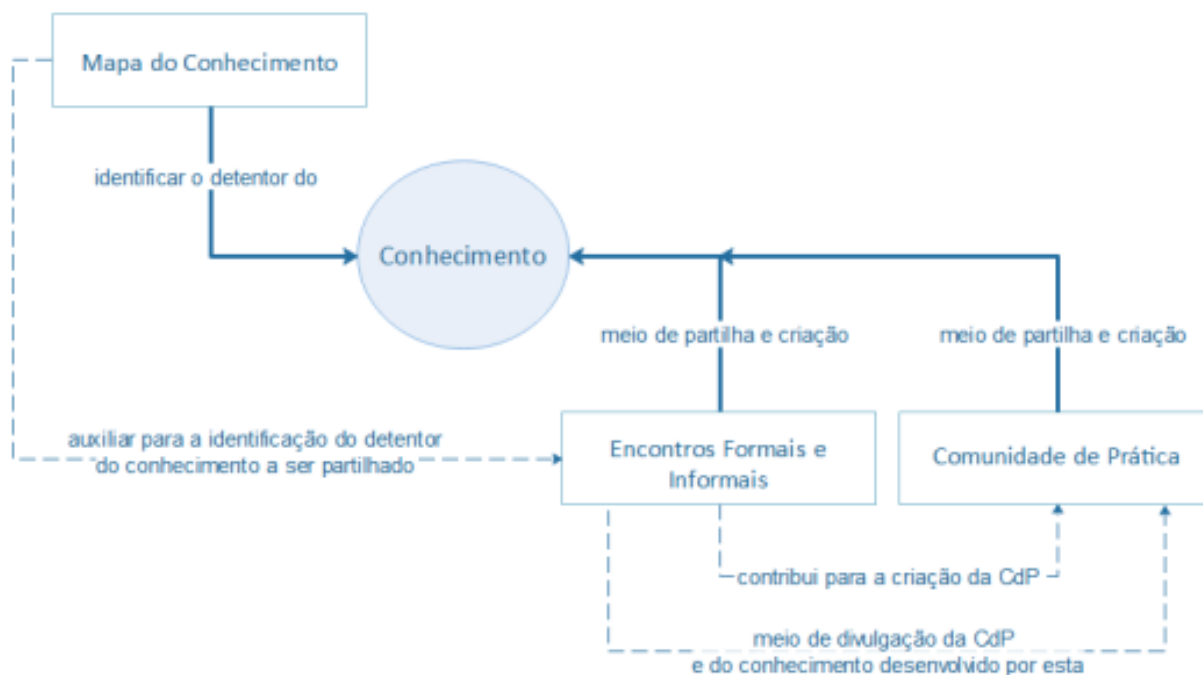 Mapa do Conhecimento
identificar o detentor do
Conhecimento
meio de partilha e criação
meio de partilha e criação
auxiliar para a identificação do detentor
do conhecimento a ser partilhado
Encontros Formais e
Informais
Comunidade de Prática
contribui para a criação da CdP
meio de divulgação da CdP
e do conhecimento desenvolvido por esta